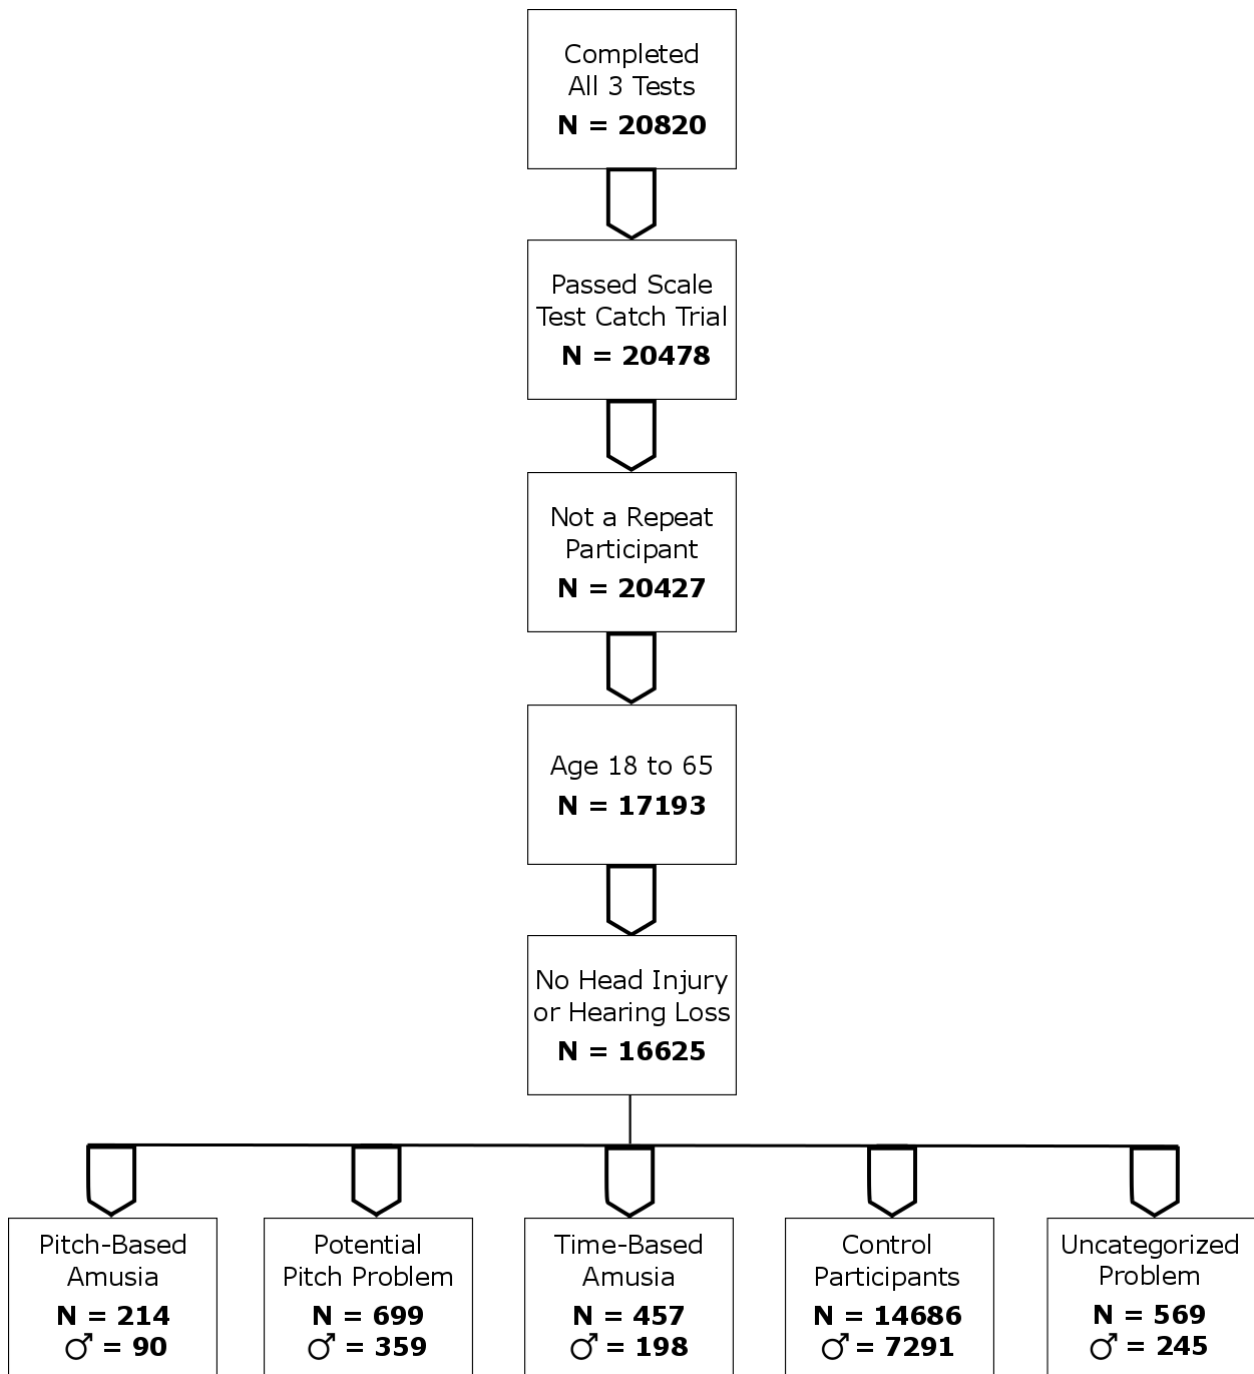 Completed
All 3 Tests
N = 20820
Passed Scale
Test Catch Trial
N = 20478
Not a Repeat
Participant
N = 20427
Age 18 to 65
N = 17193
No Head Injury
or Hearing Loss
N = 16625
Pitch-Based
Amusia
N = 214
♂ = 90
Potential
Pitch Problem
N = 699
♂ = 359
Time-Based
Amusia
N = 457
♂ = 198
Control
Participants
N = 14686
♂ = 7291
Uncategorized
Problem
N = 569
♂ = 245